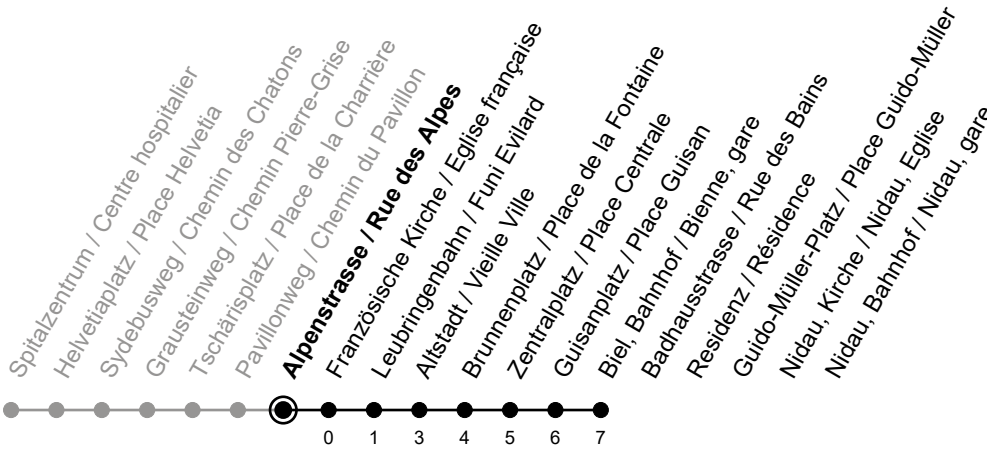 Spitalzentrum / Centre hospitalier
Helvetiaplatz / Place Helvetia
Sydebusweg / Chemin des Chatons
Grausteinweg / Chemin Pierre-Grise
Tschärisplatz / Place de la Charrière
Pavillonweg / Chemin du Pavillon
Alpenstrasse / Rue des Alpes
Französische Kirche / Eglise française
Leubringenbahn / Funi Evilard
Altstadt / Vieille Ville
Brunnenplatz / Place de la Fontaine
Zentralplatz / Place Centrale
Guisanplatz / Place Guisan
Biel, Bahnhof / Bienne, gare
Badhausstrasse / Rue des Bains
Residenz / Résidence
Guido-Müller-Platz / Place Guido-Müller
Nidau, Kirche / Nidau, Eglise
Nidau, Bahnhof / Nidau, gare
0 1 3 4 5 6 7